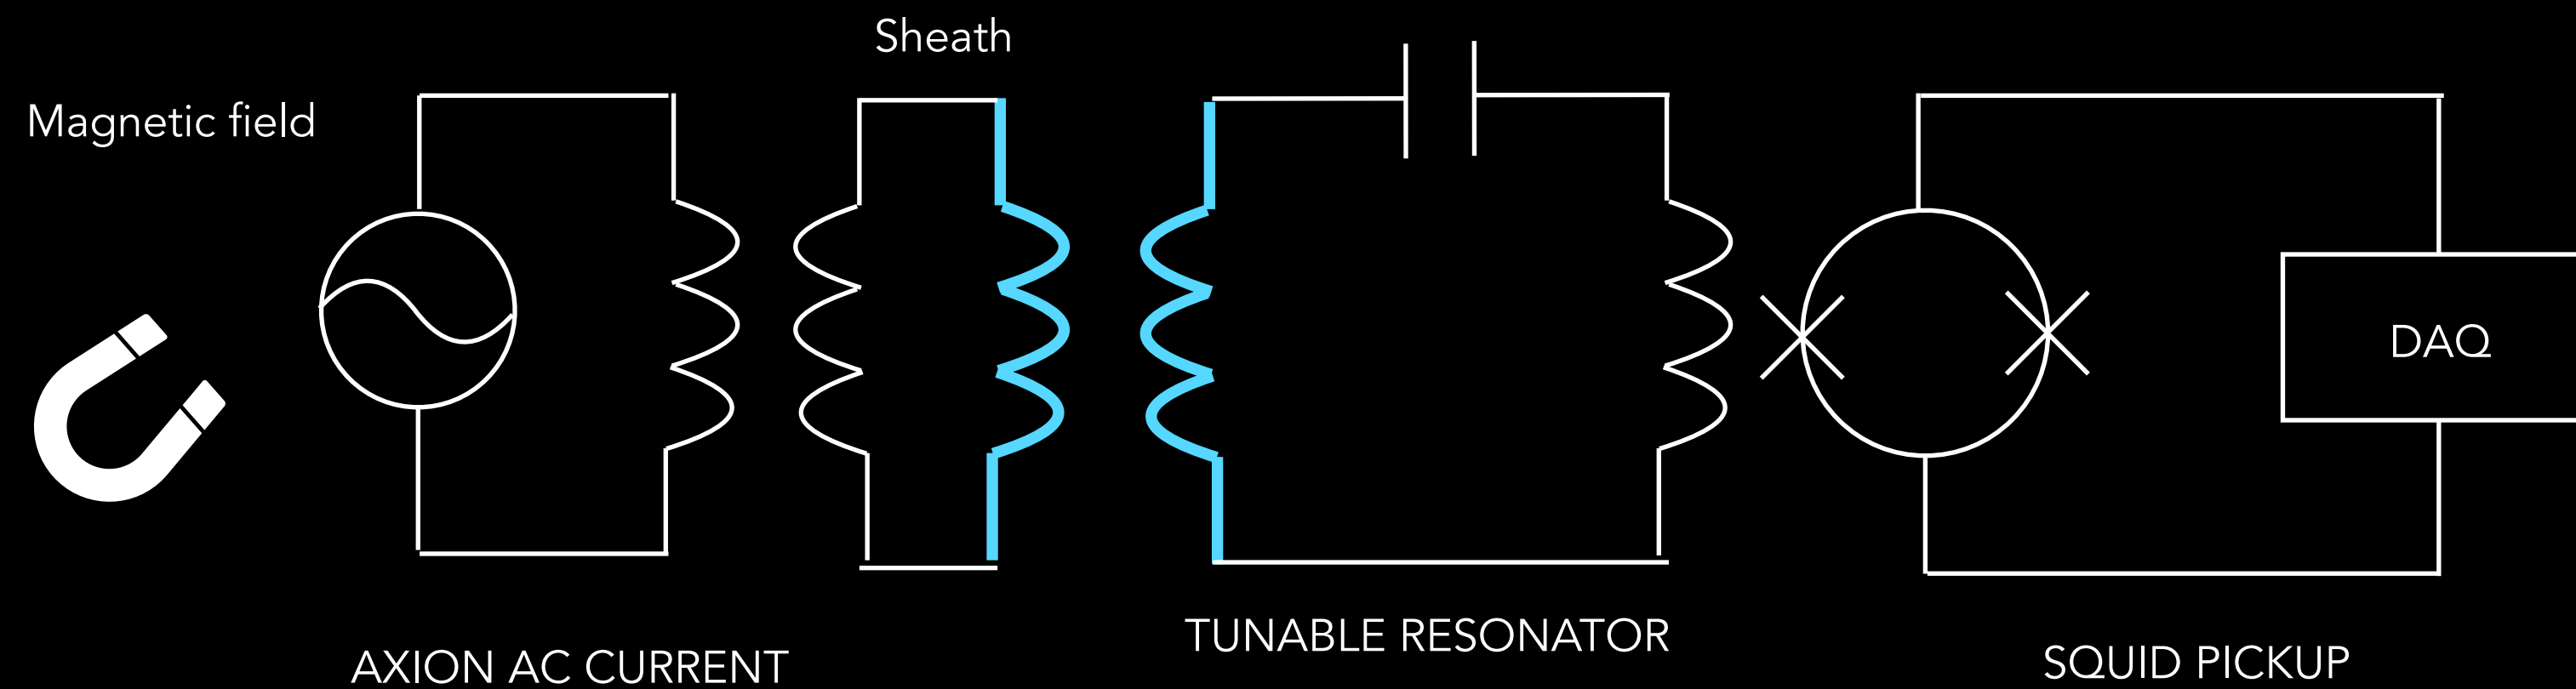 Sheath
Magnetic field
DAQ
TUNABLE RESONATOR
AXION AC CURRENT
SQUID PICKUP